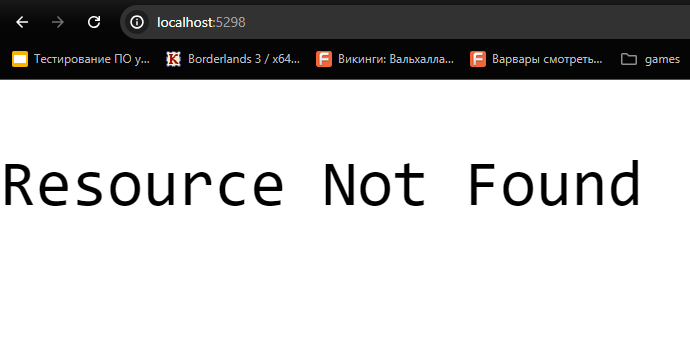 localhost:5298
Тестирование ПО у... Borderlands 3 / x64... Викинги: Вальхалла... Варвары смотреть... games
Resource Not Found